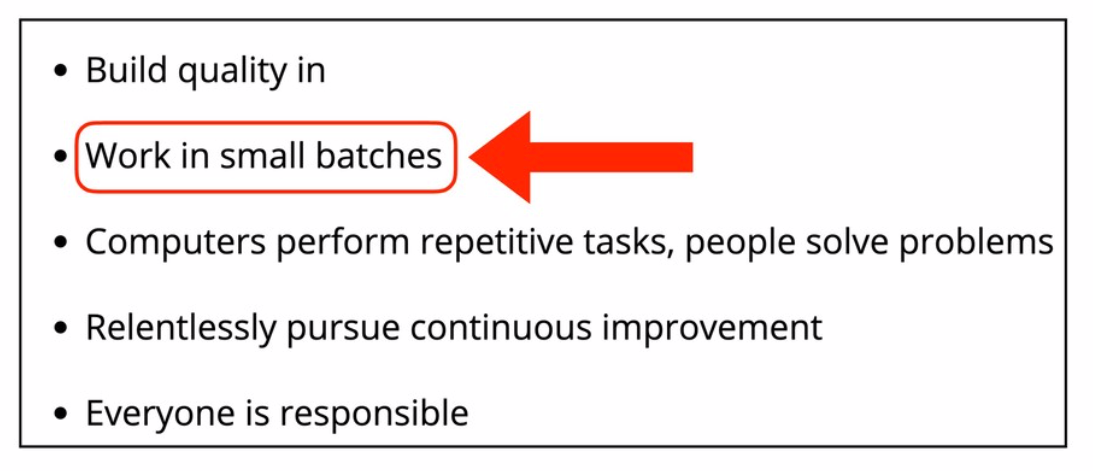 • Build quality in
• Work in small batches
• Computers perform repetitive tasks, people solve problems
• Relentlessly pursue continuous improvement
• Everyone is responsible